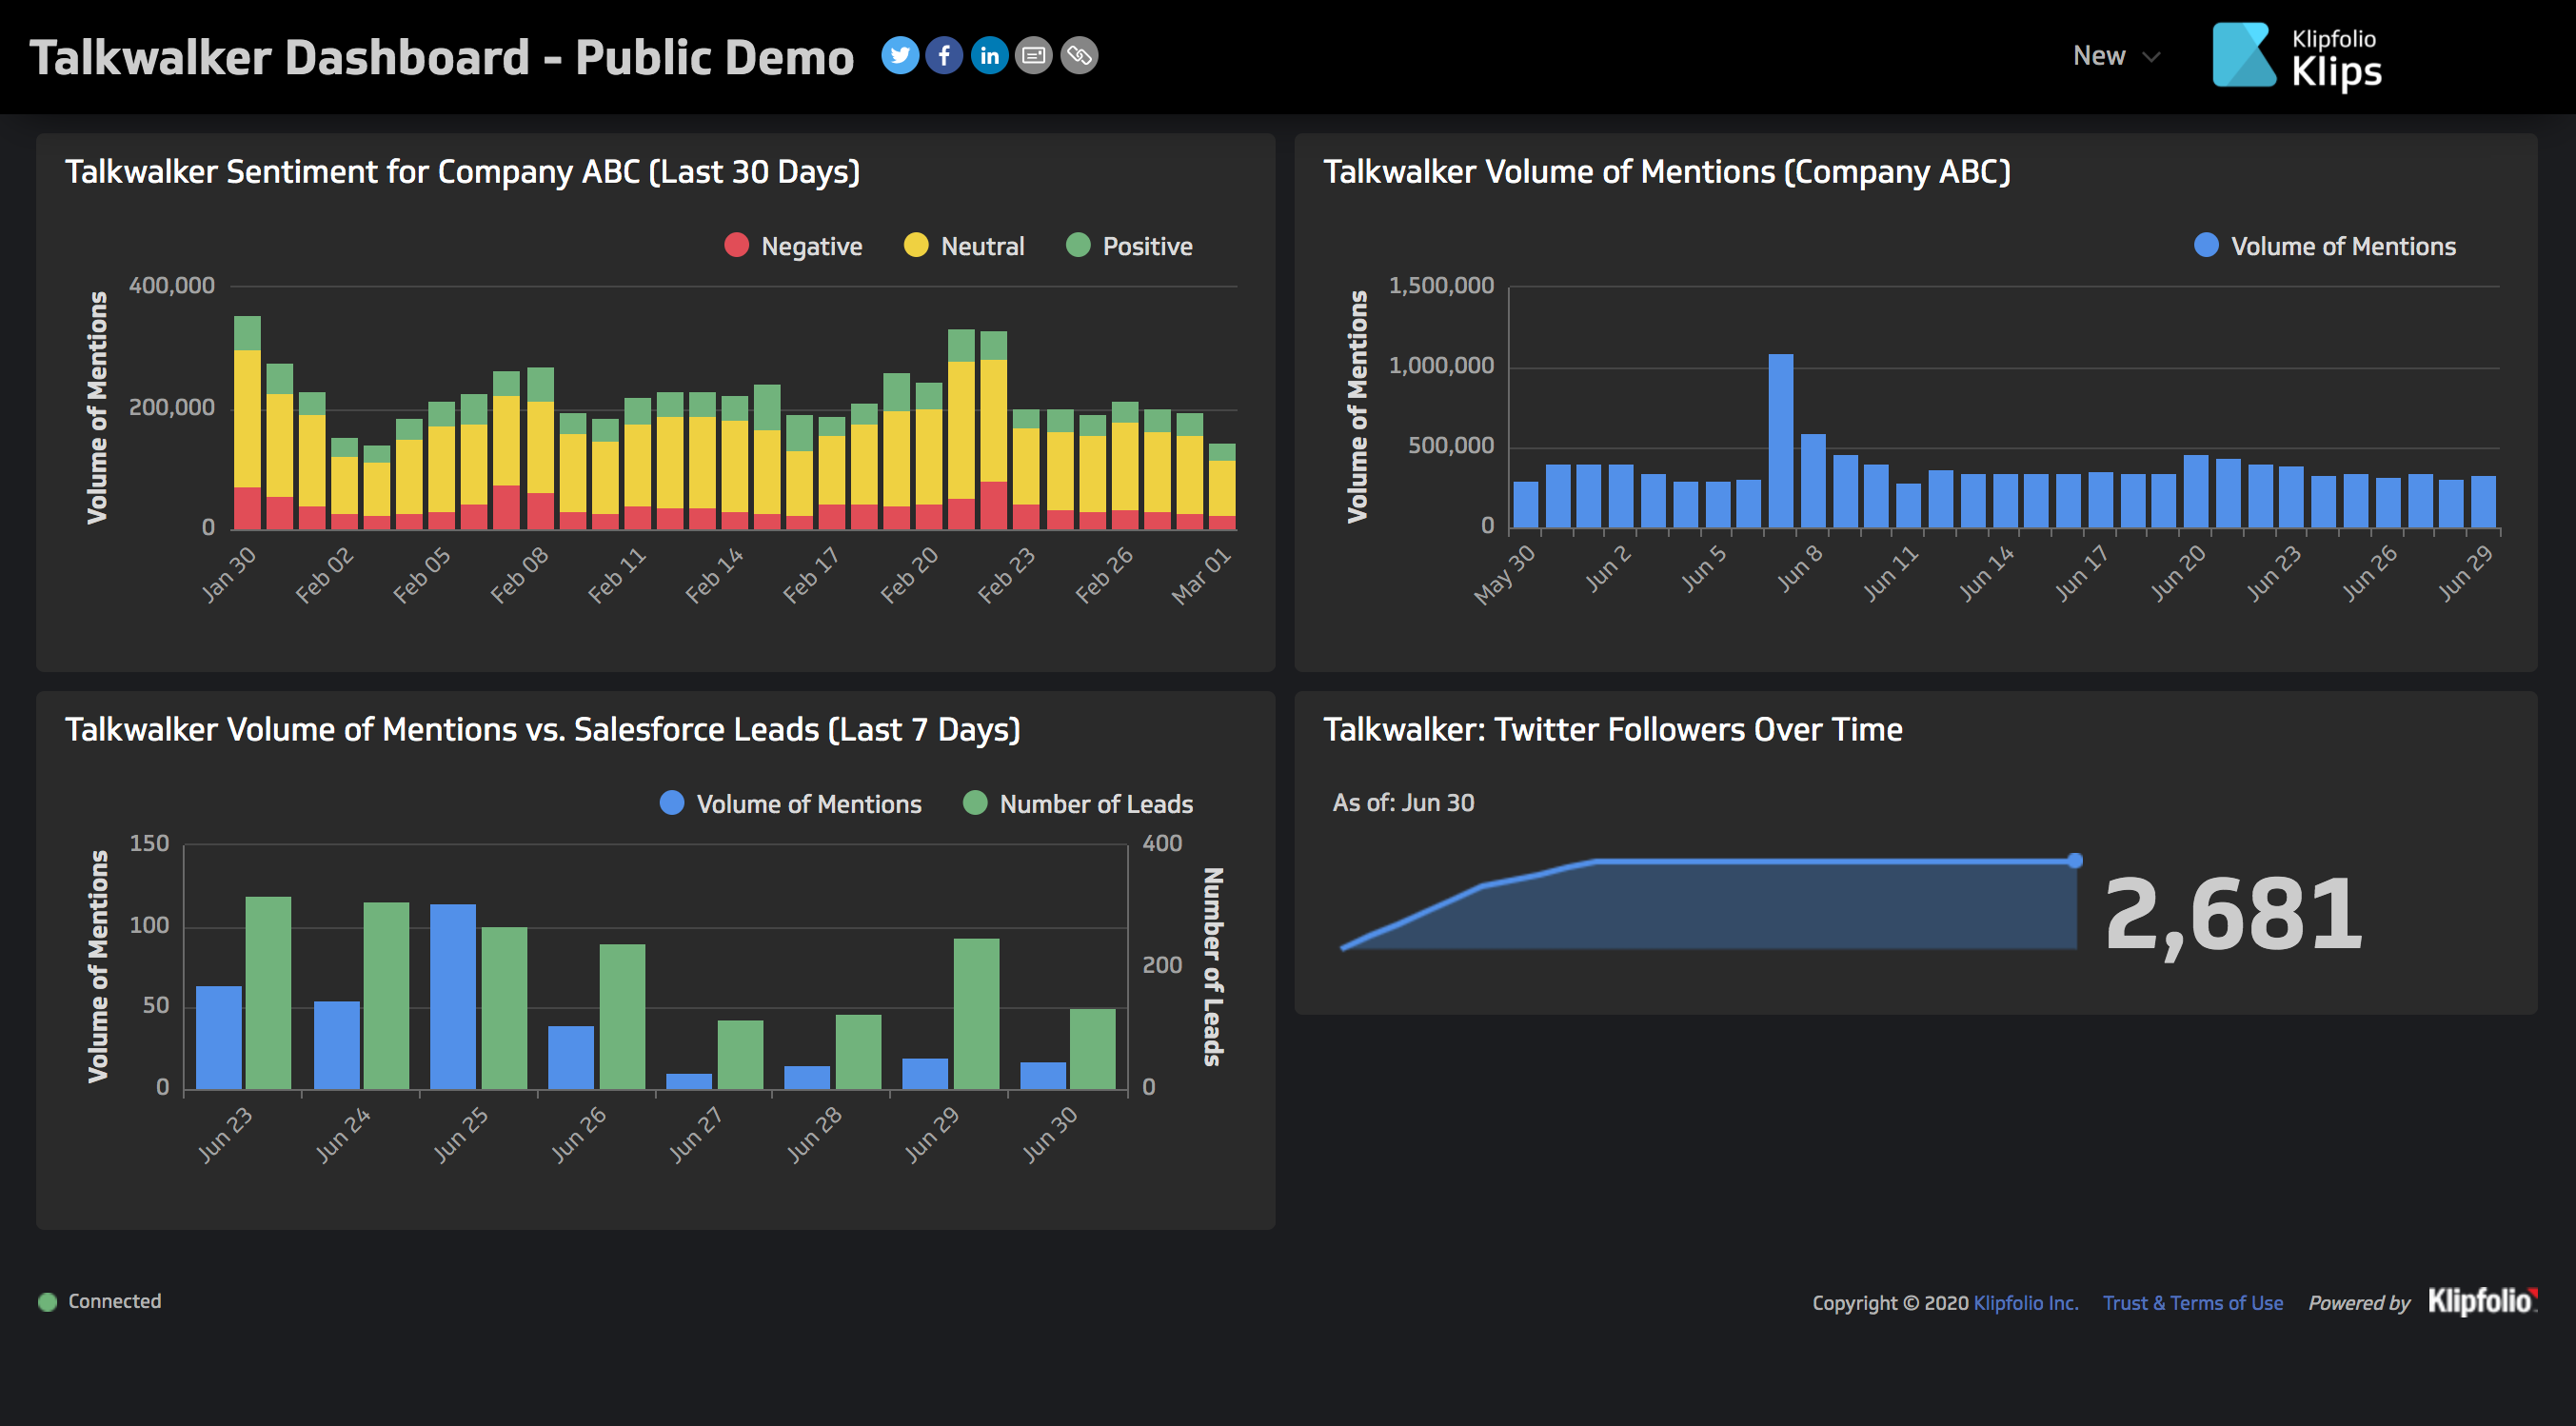 Talkwalker Dashboard - Public Demo
New
Klipfolio
Klips
Talkwalker Sentiment for Company ABC (Last 30 Days)
Negative Neutral Positive
Volume of Mentions
400,000
200,000
0
Jan 30 Feb 02 Feb 05 Feb 08 Feb 11 Feb 14 Feb 17 Feb 20 Feb 23 Feb 26 Mar 01
Talkwalker Volume of Mentions (Company ABC)
Volume of Mentions
Volume of Mentions
1,500,000
1,000,000
500,000
0
May 30 Jun 2 Jun 5 Jun 8 Jun 11 Jun 14 Jun 17 Jun 20 Jun 23 Jun 26 Jun 29
Talkwalker Volume of Mentions vs. Salesforce Leads (Last 7 Days)
Volume of Mentions Number of Leads
Volume of Mentions
150
100
50
0
400
200
0
Number of Leads
Jun 23 Jun 24 Jun 25 Jun 26 Jun 27 Jun 28 Jun 29 Jun 30
Talkwalker: Twitter Followers Over Time
As of: Jun 30
2,681
Connected
Copyright © 2020 Klipfolio Inc. Trust & Terms of Use Powered by Klipfolio